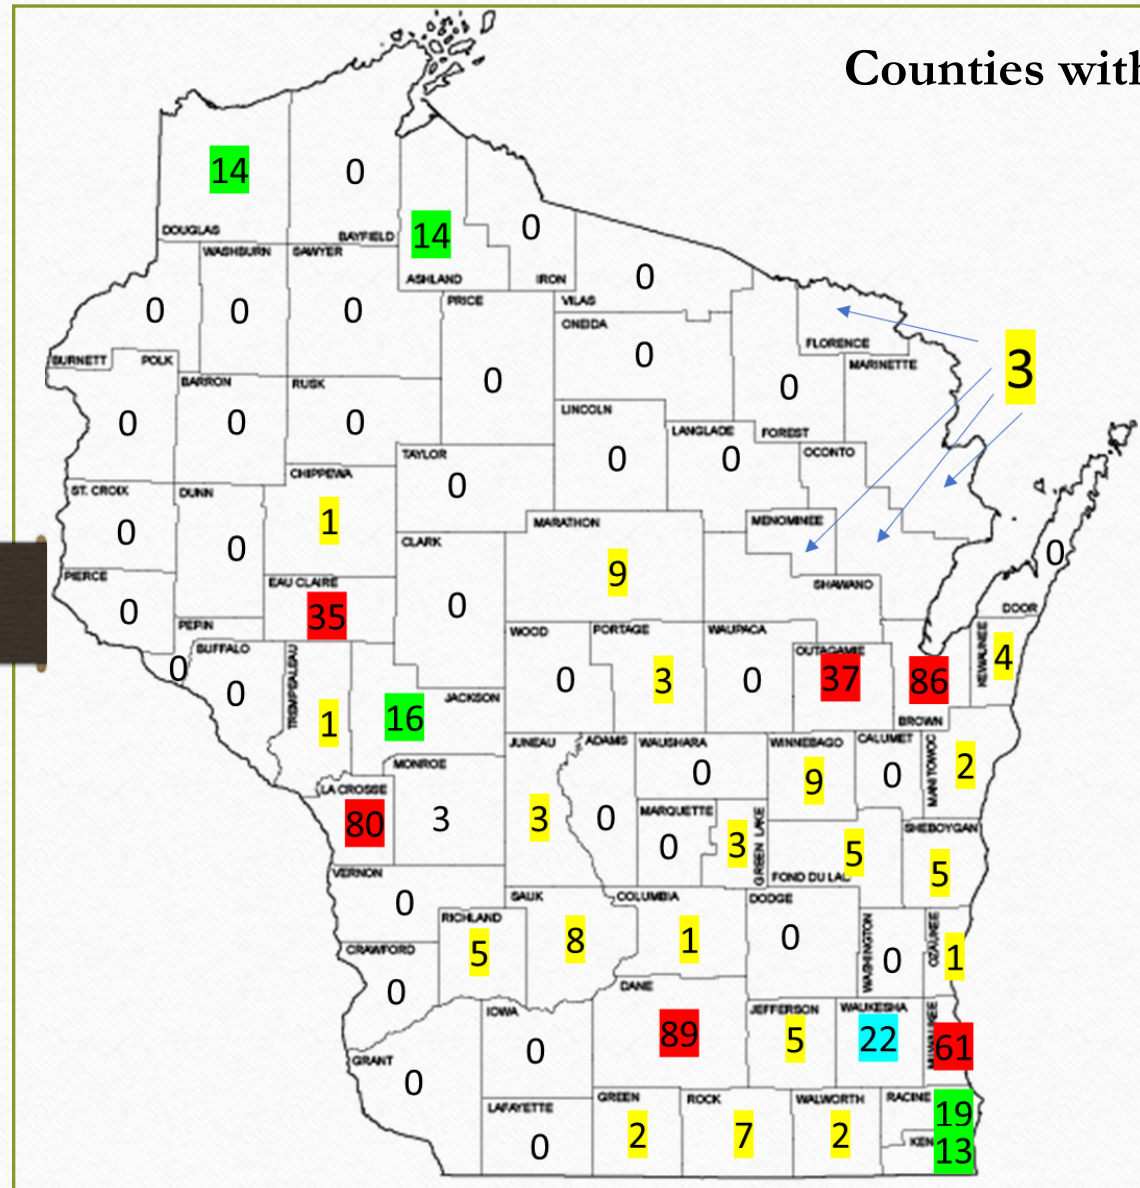 Counties with
14
0
14
0
DOUGLAS
BAYFIELD
WASHBURN
SAWYER
ASHLAND
IRON
0
0
0
0
PRICE
VILAS
ONEIDA
0
0
0
FLORENCE
MARINETTE
3
BURNETT
POLK
BARRON
RUSK
0
0
0
LINCOLN
LANGLADE
FOREST
OCONTO
TAYLOR
0
0
0
CHIPPEWA
ST. CROIX
DUNN
1
0
0
CLARK
MARATHON
MENOMINEE
9
0
0
SHAWANO
DOOR
PIERCE
EAU CLAIRE
0
35
PEPIN
0
BUFFALO
0
TREMPEALEAU
1
16
JACKSON
WOOD
0
PORTAGE
3
WAUPACA
0
OUTAGAMIE
37
86
BROWN
KEWAUNEE
4
MONROE
3
LA CROSSE
80
JUNEAU
3
ADAMS
0
WAUSHARA
0
WINNEBAGO
9
CALUMET
0
MANITOWOC
2
MARQUETTE
0
3
GREEN LAKE
5
FOND DU LAC
SHEBOYGAN
5
VERNON
0
RICHLAND
5
SAUK
8
COLUMBIA
1
DODGE
0
WASHINGTON
0
OZAUKEE
1
CRAWFORD
0
DANE
89
JEFFERSON
5
WAUKESHA
22
MILWAUKEE
61
IOWA
0
GRANT
0
LAFAYETTE
0
GREEN
2
ROCK
7
WALWORTH
2
RACINE
19
KEN
13